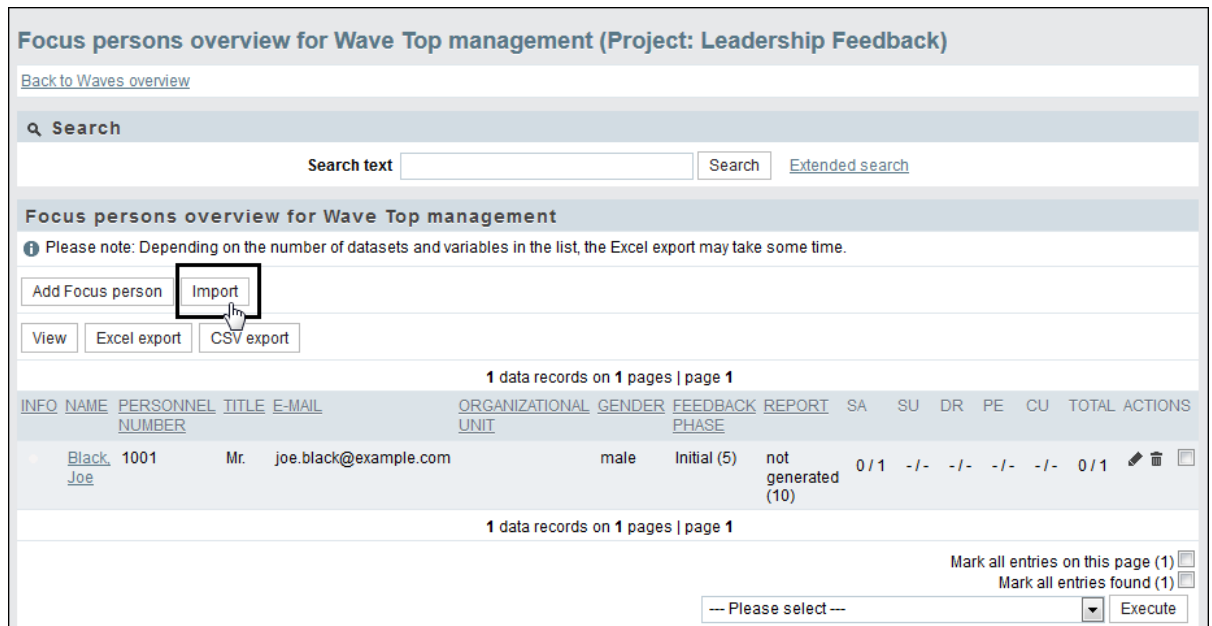 Focus persons overview for Wave Top management (Project: Leadership Feedback)
Back to Waves overview
Search
Search text Search Extended search
Focus persons overview for Wave Top management
Please note: Depending on the number of datasets and variables in the list, the Excel export may take some time.
Add Focus person Import
View Excel export CSV export
1 data records on 1 pages | page 1
INFO NAME PERSONNEL TITLE E-MAIL ORGANIZATIONAL GENDER FEEDBACK REPORT SA SU DR PE CU TOTAL ACTIONS
NUMBER UNIT PHASE
Black, 1001 Mr. joe.black@example.com male Initial (5) not 0 / 1 - / - - / - - / - - / - 0 / 1
Joe generated
(10)
1 data records on 1 pages | page 1
Mark all entries on this page (1)
Mark all entries found (1)
--- Please select --- Execute